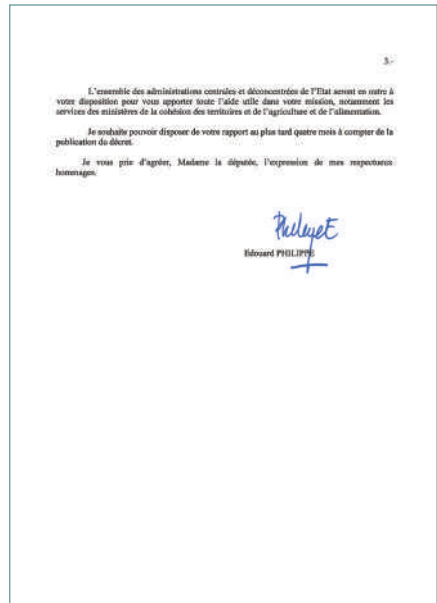 3.-
L'ensemble des administrations centrales et déconcentrées de l'Etat seront en outre à
votre disposition pour vous apporter toute l'aide utile dans votre mission, notamment les
services des ministères de la cohésion des territoires et de l'agriculture et de l'alimentation.
Je souhaite pouvoir disposer de votre rapport au plus tard quatre mois à compter de la
publication du décret.
Je vous prie d'agréer, Madame la députée, l'expression de mes respectueux
hommages.
Edouard PHILIPPE